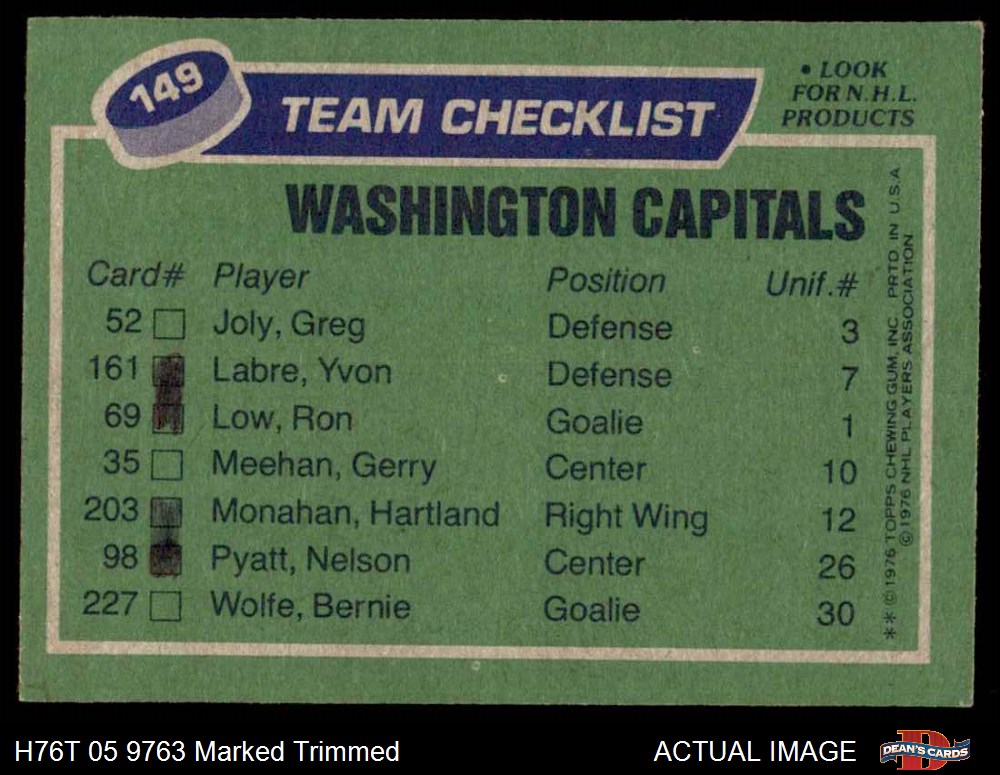 149
TEAM CHECKLIST
• LOOK
FOR N.H.L.
PRODUCTS
WASHINGTON CAPITALS
Card# Player Position Unif.#
52 Joly, Greg Defense 3
161 Labre, Yvon Defense 7
69 Low, Ron Goalie 1
35 Meehan, Gerry Center 10
203 Monahan, Hartland Right Wing 12
98 Pyatt, Nelson Center 26
227 Wolfe, Bernie Goalie 30
** © 1976 TOPPS CHEWING GUM, INC. PRTD. IN U.S.A
© 1976 NHL PLAYERS ASSOCIATION
H76T 05 9763 Marked Trimmed
ACTUAL IMAGE
D
DEAN'S CARDS